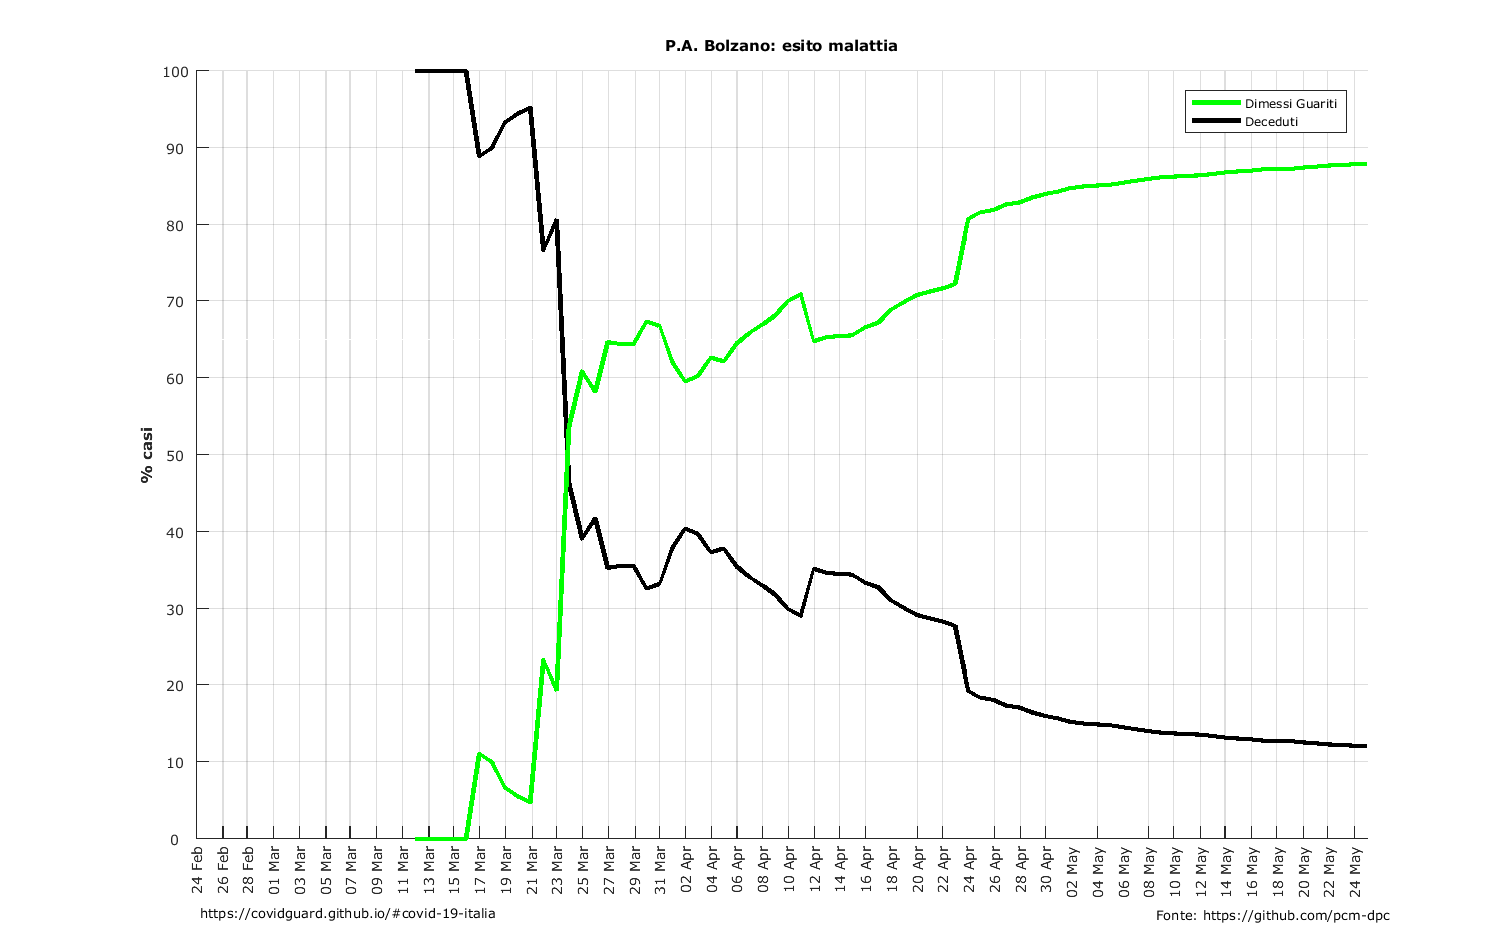 P.A. Bolzano: esito malattia
100
90
80
70
60
50
40
30
20
10
0
% casi
Dimessi Guariti
Deceduti
24 Feb
26 Feb
28 Feb
01 Mar
03 Mar
05 Mar
07 Mar
09 Mar
11 Mar
13 Mar
15 Mar
17 Mar
19 Mar
21 Mar
23 Mar
25 Mar
27 Mar
29 Mar
31 Mar
02 Apr
04 Apr
06 Apr
08 Apr
10 Apr
12 Apr
14 Apr
16 Apr
18 Apr
20 Apr
22 Apr
24 Apr
26 Apr
28 Apr
30 Apr
02 May
04 May
06 May
08 May
10 May
12 May
14 May
16 May
18 May
20 May
22 May
24 May
https://covidguard.github.io/#covid-19-italia
Fonte: https://github.com/pcm-dpc